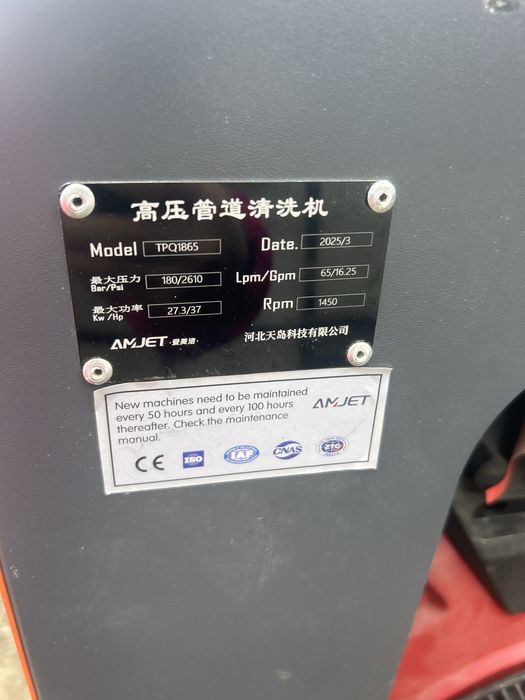 高压管道清洗机
Model TPQ1865 Date. 2025/3
最大压力 Bar/Psi 180/2610 Lpm/Gpm 65/16.25
最大功率 Kw /Hp 27.3/37 Rpm 1450
AMJET·爱美洁· 河北天岛科技有限公司
New machines need to be maintained
every 50 hours and every 100 hours
thereafter. Check the maintenance
manual.
AMJET
CE ISO IAF CNAS ZTC